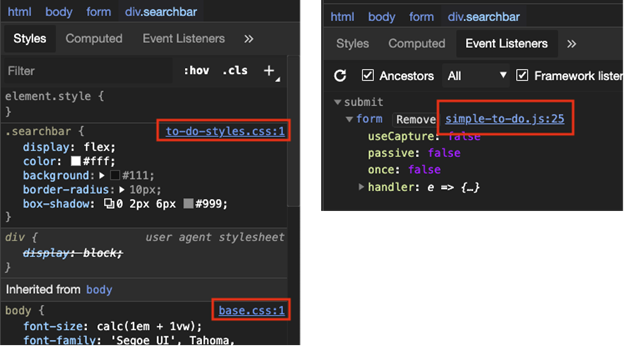 html body form div.searchbar
Styles Computed Event Listeners »
Filter :hov .cls +
element.style {
}
.searchbar { to-do-styles.css:1
display: flex;
color: #fff;
background: #111;
border-radius: 10px;
box-shadow: 0 2px 6px #999;
}
div { user agent stylesheet
display: block;
}
Inherited from body
body { base.css:1
font-size: calc(1em + 1vw);
font-family: 'Segoe UI', Tahoma,
html body form div.searchbar
Styles Computed Event Listeners »
Ancestors All Framework listen
submit
form Remove simple-to-do.js:25
useCapture: false
passive: false
once: false
handler: e => {…}